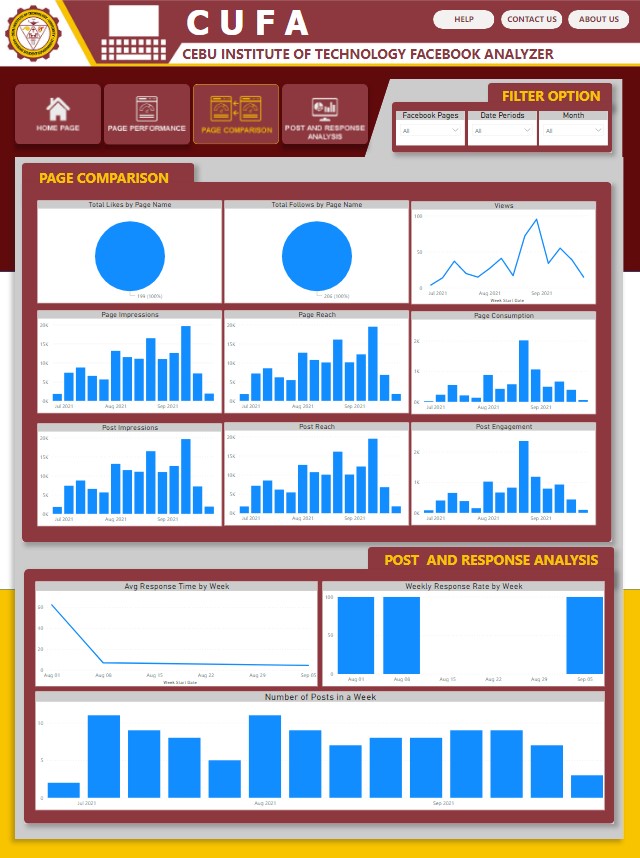 CUFA
HELP
CONTACT US
ABOUT US
CEBU INSTITUTE OF TECHNOLOGY FACEBOOK ANALYZER
HOME PAGE
PAGE PERFORMANCE
PAGE COMPARISON
POST AND RESPONSE
ANALYSIS
FILTER OPTION
Facebook Pages
Date Periods
Month
All
All
All
PAGE COMPARISON
Total Likes by Page Name
Total Follows by Page Name
Views
(100%)
(100%)
100
50
0
Jul 2021
Aug 2021
Sep 2021
Week Start Date
Page Impressions
Page Reach
Page Consumption
20K
15K
10K
5K
0K
Jul 2021
Aug 2021
Sep 2021
20K
15K
10K
5K
0K
Jul 2021
Aug 2021
Sep 2021
2K
1K
0K
Jul 2021
Aug 2021
Sep 2021
Post Impressions
Post Reach
Post Engagement
20K
15K
10K
5K
0K
Jul 2021
Aug 2021
Sep 2021
20K
15K
10K
5K
0K
Jul 2021
Aug 2021
Sep 2021
2K
1K
0K
Jul 2021
Aug 2021
Sep 2021
POST AND RESPONSE ANALYSIS
Avg Response Time by Week
Weekly Response Rate by Week
60
40
20
0
Aug 01
Aug 08
Aug 15
Aug 22
Aug 29
Sep 05
Week Start Date
100
50
0
Aug 01
Aug 08
Aug 15
Aug 22
Aug 29
Sep 05
Number of Posts in a Week
10
5
0
Jul 2021
Aug 2021
Sep 2021